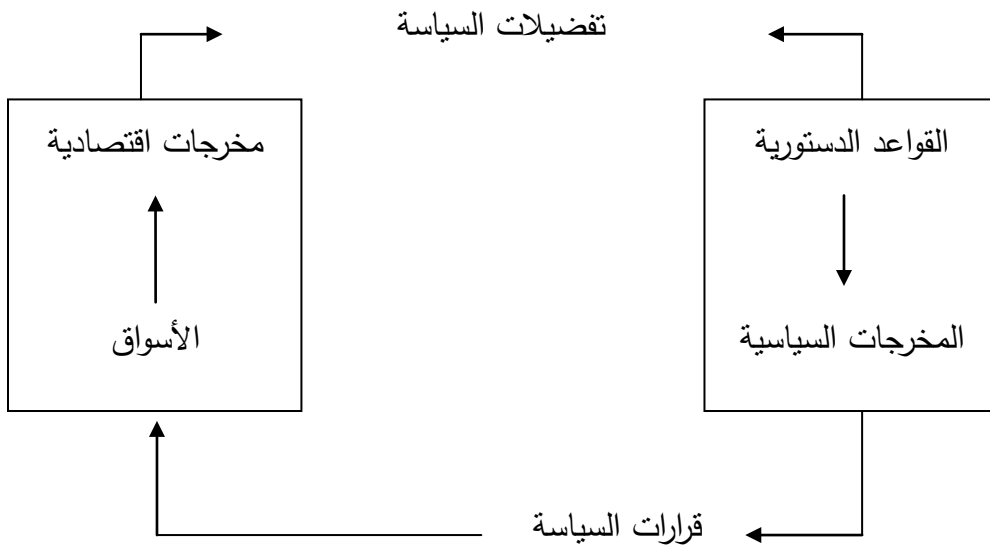 تفضيلات السياسة
القواعد الدستورية
مخرجات اقتصادية
المخرجات السياسية
الأسواق
قرارات السياسة